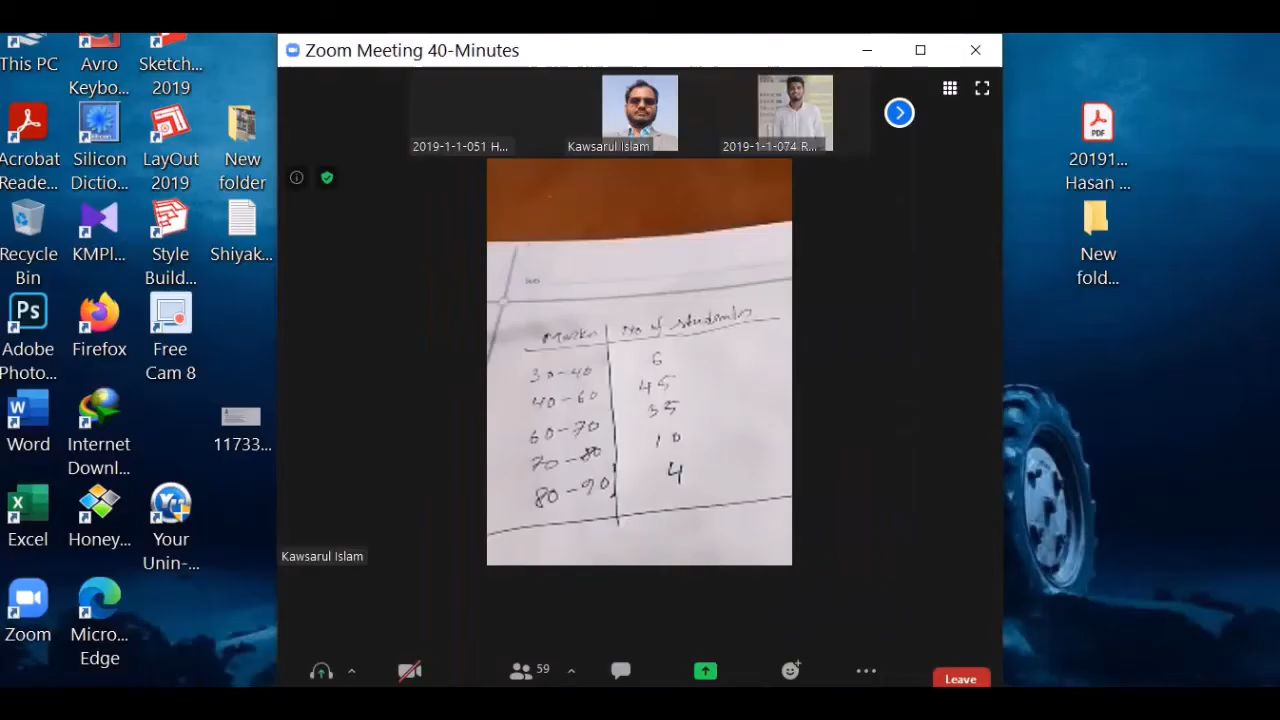 This PC
Avro Keybo...
Sketch... 2019
Acrobat Reade...
Silicon Dictio...
LayOut 2019
New folder
Recycle Bin
KMPl...
Style Build...
Shiyak...
Adobe Photo...
Firefox
Free Cam 8
Word
Internet Downl...
11733...
Excel
Honey...
Your Unin-...
Zoom
Micro... Edge
Zoom Meeting 40-Minutes
2019-1-1-051 H...
Kawsarul Islam
2019-1-1-074 R...
Marks No of students
30-40 6
40-60 45
60-70 35
70-80 10
80-90 4
Kawsarul Islam
59
Leave
PDF
20191... Hasan ...
New fold...